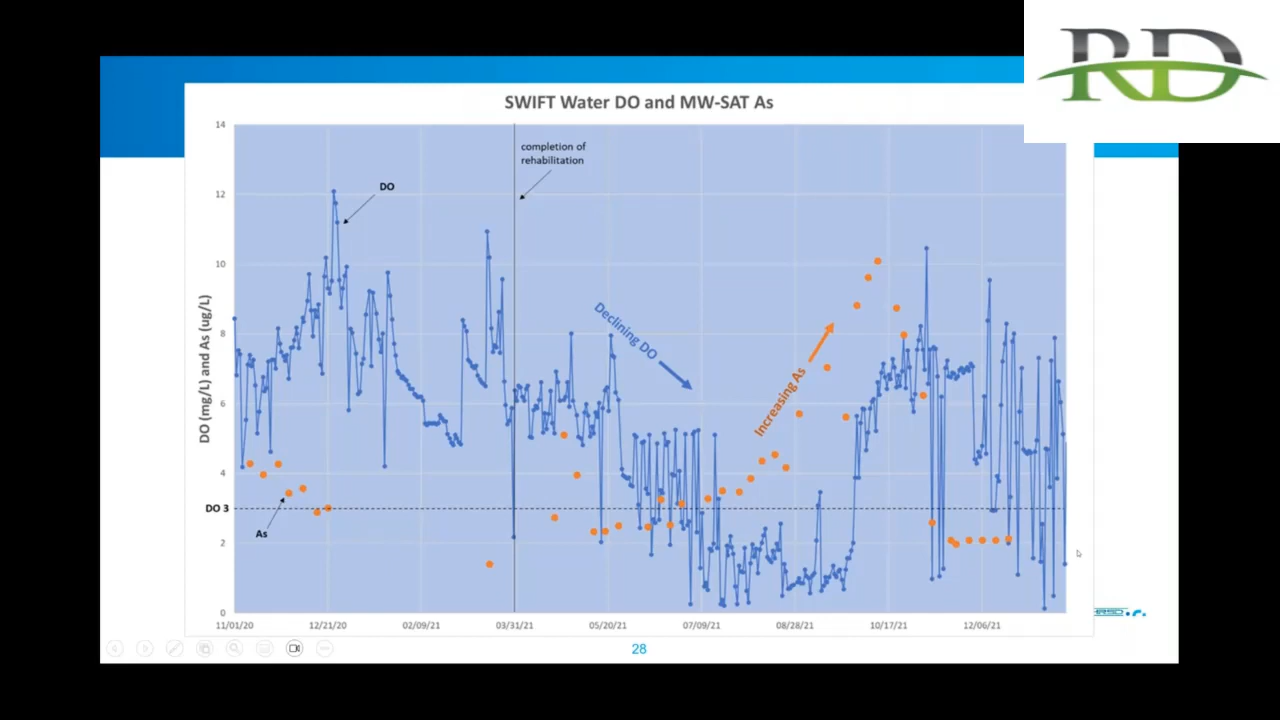 RD
SWIFT Water DO and MW-SAT As
14
completion of
rehabilitation
DO
12
10
Declining DO
8
Increasing As
6
DO (mg/L) and As (ug/L)
4
DO 3
As
2
0
11/01/20 12/21/20 02/09/21 03/31/21 05/20/21 07/09/21 08/28/21 10/17/21 12/06/21
HRSD
28